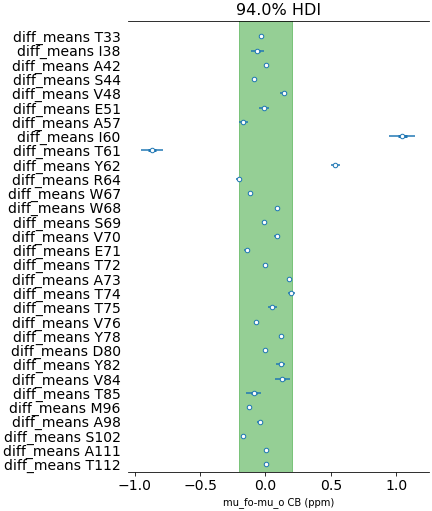 94.0% HDI
diff_means T33
diff_means I38
diff_means A42
diff_means S44
diff_means V48
diff_means E51
diff_means A57
diff_means I60
diff_means T61
diff_means Y62
diff_means R64
diff_means W67
diff_means W68
diff_means S69
diff_means V70
diff_means E71
diff_means T72
diff_means A73
diff_means T74
diff_means T75
diff_means V76
diff_means Y78
diff_means D80
diff_means Y82
diff_means V84
diff_means T85
diff_means M96
diff_means A98
diff_means S102
diff_means A111
diff_means T112
−1.0 −0.5 0.0 0.5 1.0
mu_fo-mu_o CB (ppm)